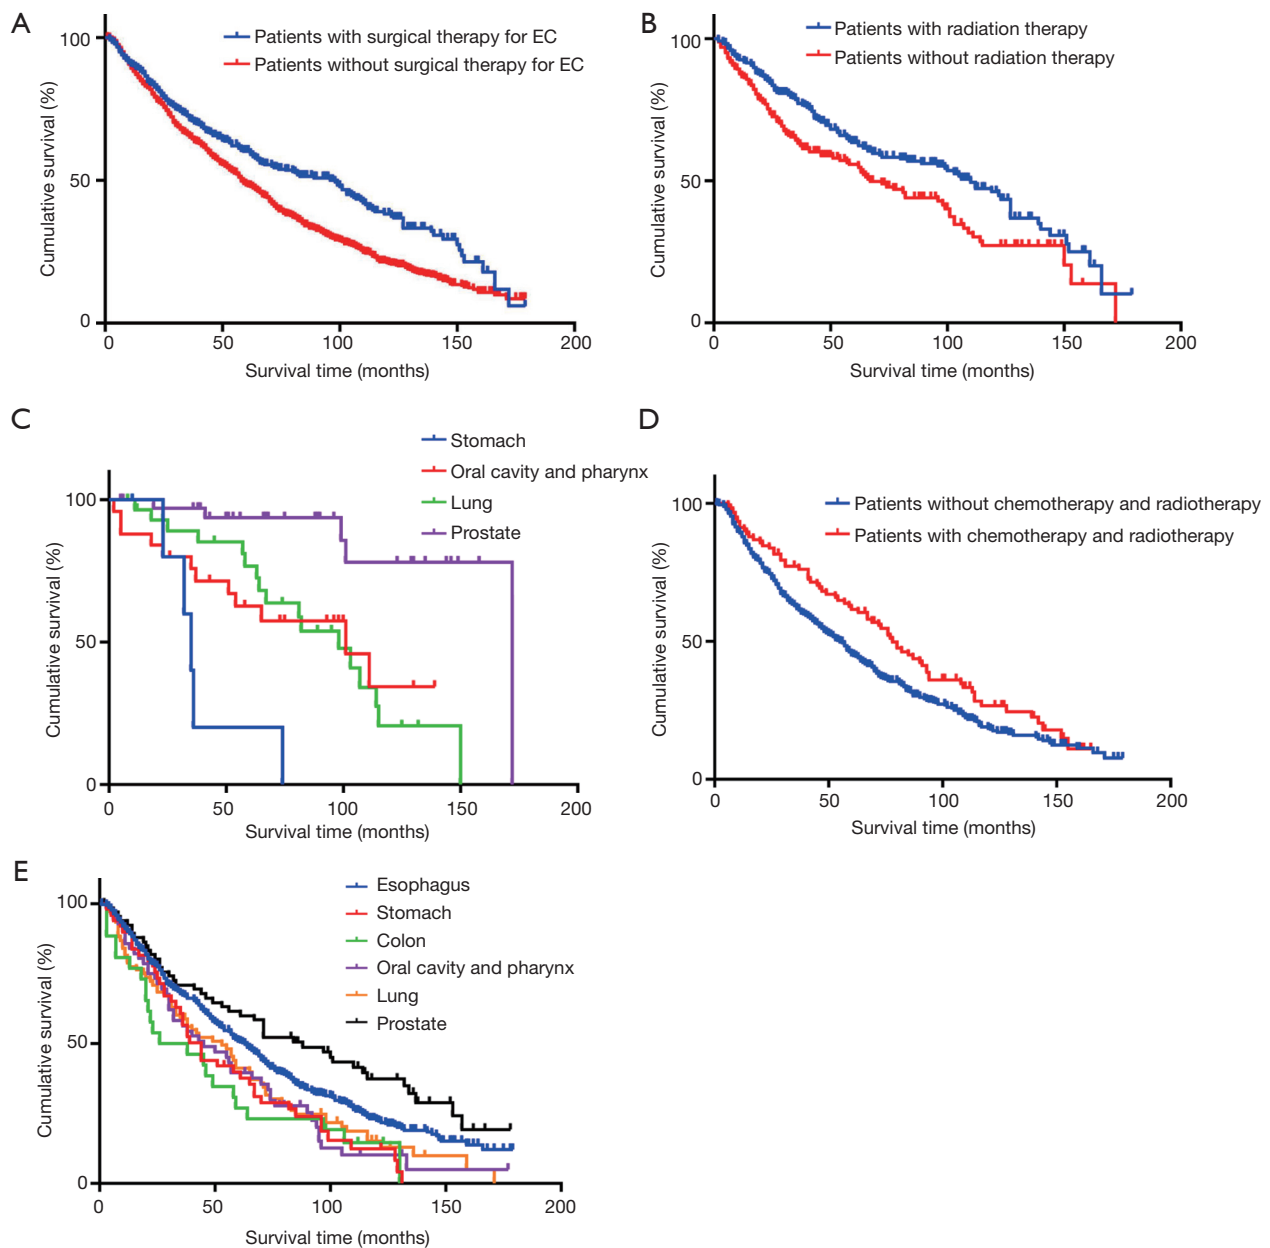 A
Patients with surgical therapy for EC
Patients without surgical therapy for EC
Cumulative survival (%)
100
50
0
0 50 100 150 200
Survival time (months)
B
Patients with radiation therapy
Patients without radiation therapy
Cumulative survival (%)
100
50
0
0 50 100 150 200
Survival time (months)
C
Stomach
Oral cavity and pharynx
Lung
Prostate
Cumulative survival (%)
100
50
0
0 50 100 150 200
Survival time (months)
D
Patients without chemotherapy and radiotherapy
Patients with chemotherapy and radiotherapy
Cumulative survival (%)
100
50
0
0 50 100 150 200
Survival time (months)
E
Esophagus
Stomach
Colon
Oral cavity and pharynx
Lung
Prostate
Cumulative survival (%)
100
50
0
0 50 100 150 200
Survival time (months)